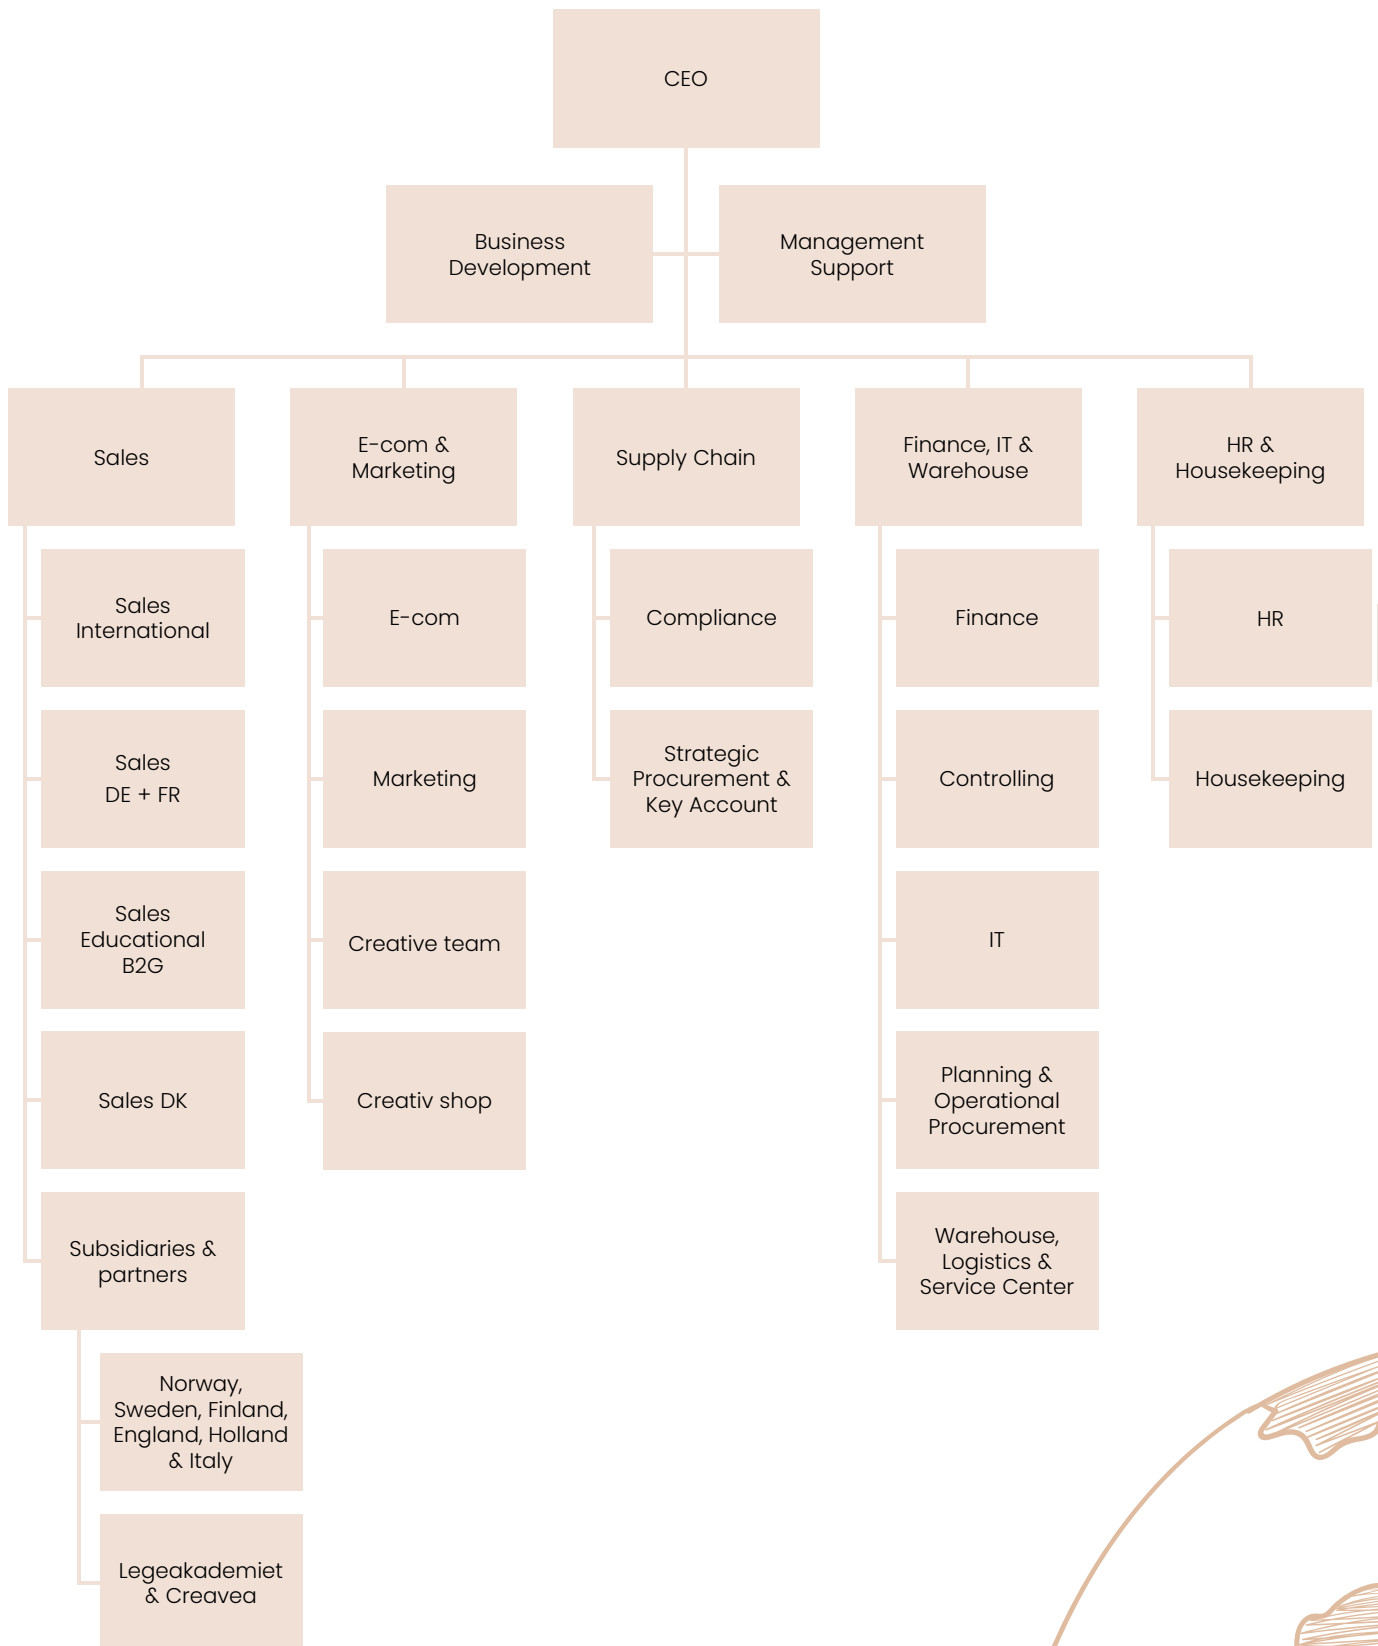 CEO
Business
Development
Management
Support
Sales
E-com &
Marketing
Supply Chain
Finance, IT &
Warehouse
HR &
Housekeeping
Sales
International
Sales
DE + FR
Sales
Educational
B2G
Sales DK
Subsidiaries &
partners
Norway,
Sweden, Finland,
England, Holland
& Italy
Legeakademiet
& Creavea
E-com
Marketing
Creative team
Creativ shop
Compliance
Strategic
Procurement &
Key Account
Finance
Controlling
IT
Planning &
Operational
Procurement
Warehouse,
Logistics &
Service Center
HR
Housekeeping